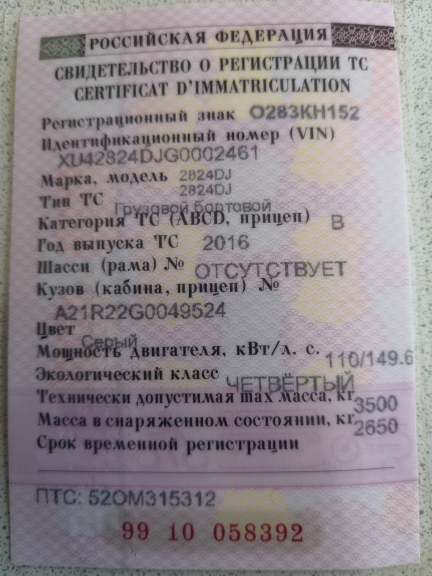 РОССИЙСКАЯ ФЕДЕРАЦИЯ
СВИДЕТЕЛЬСТВО О РЕГИСТРАЦИИ ТС
CERTIFICAT D'IMMATRICULATION
Регистрационный знак О283КН152
Идентификационный номер (VIN)
XU42824DJG0002461
Марка, модель 2824DJ
2824DJ
Тип ТС Грузовой бортовой
Категория ТС (ABCD, прицеп) B
Год выпуска ТС 2016
Шасси (рама) № ОТСУТСТВУЕТ
Кузов (кабина, прицеп) №
A21R22G0049524
Цвет Серый
Мощность двигателя, кВт/л. с. 110/149.6
Экологический класс ЧЕТВЁРТЫЙ
Технически допустимая max масса, кг 3500
Масса в снаряженном состоянии, кг 2650
Срок временной регистрации
ПТС: 52ОМ315312
99 10 058392